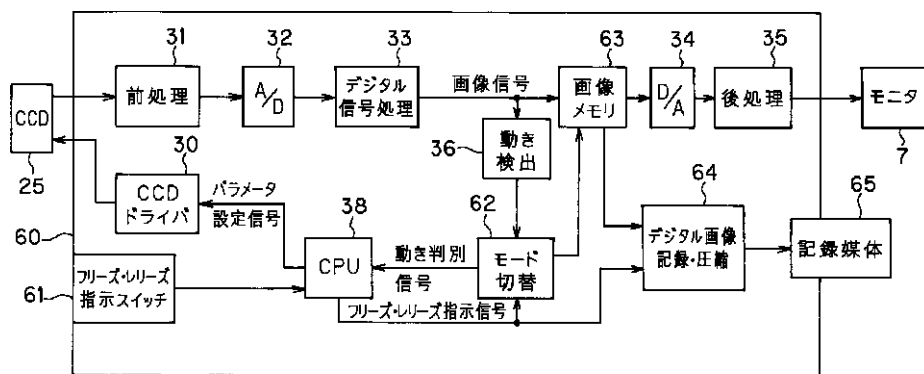 31
32
33
63
34
35
CCD
前処理
A/D
デジタル
信号処理
画像信号
画像
メモリ
D/A
後処理
モニタ
7
25
30
CCD
ドライバ
パラメータ
設定信号
36
動き
検出
64
65
60
38
62
CPU
動き判別
信号
モード
切替
デジタル画像
記録・圧縮
記録媒体
61
フリーズ・レリーズ
指示スイッチ
フリーズ・レリーズ指示信号